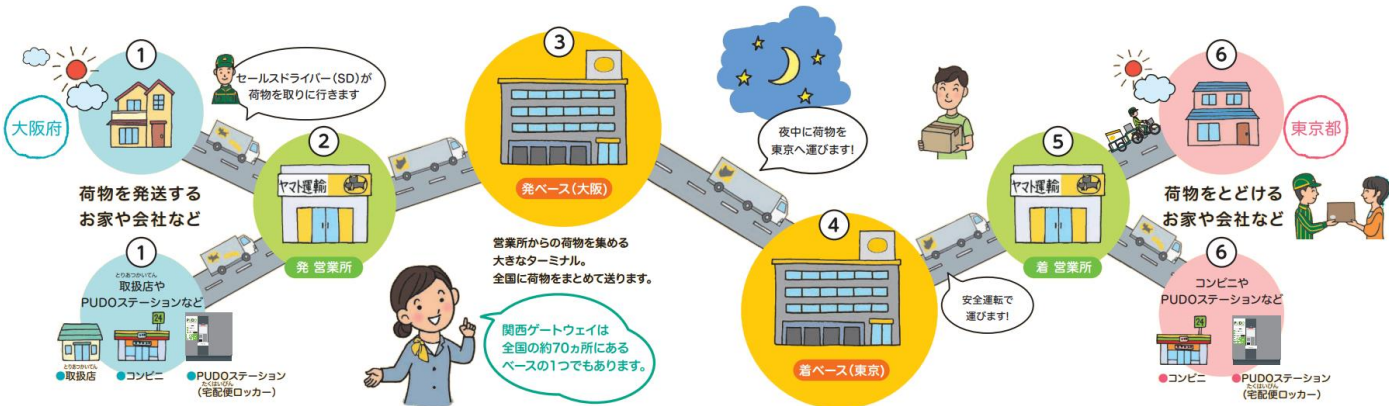 大阪府
①
セールスドライバー(SD)が
荷物を取りに行きます
荷物を発送する
お家や会社など
①
とりあつかいてん
取扱店や
PUDOステーションなど
24
とりあつかいてん
●取扱店
●コンビニ
●PUDOステーション
たくはいびん
(宅配便ロッカー)
②
ヤマト運輸
発 営業所
③
発ベース(大阪)
営業所からの荷物を集める
大きなターミナル。
全国に荷物をまとめて送ります。
関西ゲートウェイは
全国の約70ヵ所にある
ベースの1つでもあります。
夜中に荷物を
東京へ運びます!
④
着ベース(東京)
安全運転で
運びます!
⑤
ヤマト運輸
着 営業所
⑥
東京都
荷物をとどける
お家や会社など
⑥
コンビニや
PUDOステーションなど
24
●コンビニ
●PUDOステーション
たくはいびん
(宅配便ロッカー)